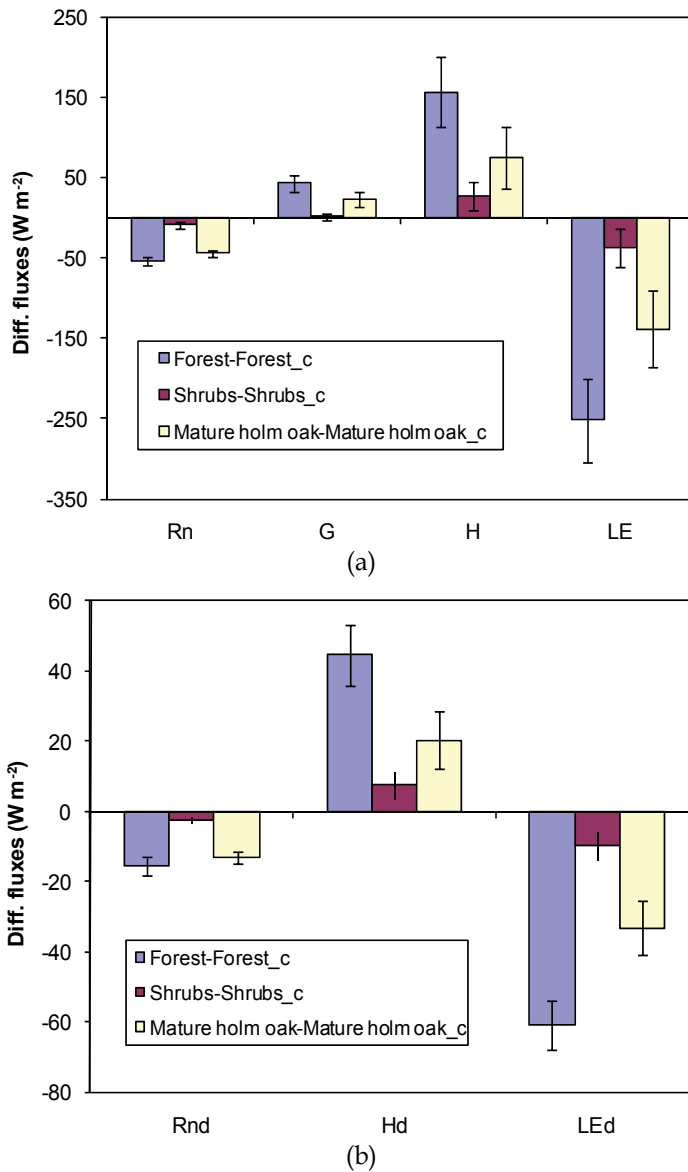 250
150
50
-50
-150
-250
-350
Diff. fluxes (W m-2)
Forest-Forest_c
Shrubs-Shrubs_c
Mature holm oak-Mature holm oak_c
Rn G H LE
(a)
60
40
20
0
-20
-40
-60
-80
Diff. fluxes (W m-2)
Forest-Forest_c
Shrubs-Shrubs_c
Mature holm oak-Mature holm oak_c
Rnd Hd LEd
(b)